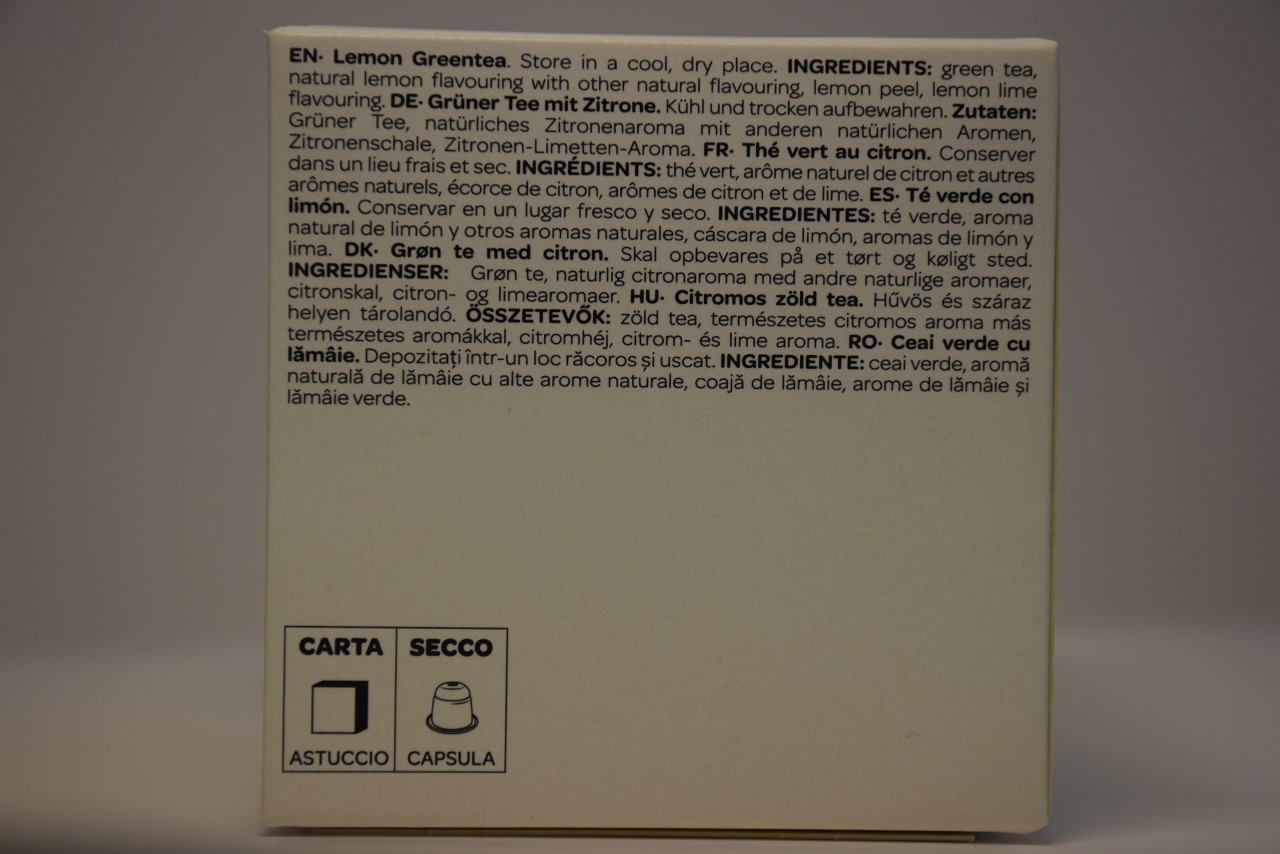 EN· Lemon Greentea. Store in a cool, dry place. INGREDIENTS: green tea,
natural lemon flavouring with other natural flavouring, lemon peel, lemon lime
flavouring. DE· Grüner Tee mit Zitrone. Kühl und trocken aufbewahren. Zutaten:
Grüner Tee, natürliches Zitronenaroma mit anderen natürlichen Aromen,
Zitronenschale, Zitronen-Limetten-Aroma. FR· Thé vert au citron. Conserver
dans un lieu frais et sec. INGRÉDIENTS: thé vert, arôme naturel de citron et autres
arômes naturels, écorce de citron, arômes de citron et de lime. ES· Té verde con
limón. Conservar en un lugar fresco y seco. INGREDIENTES: té verde, aroma
natural de limón y otros aromas naturales, cáscara de limón, aromas de limón y
lima. DK· Grøn te med citron. Skal opbevares på et tørt og køligt sted.
INGREDIENSER: Grøn te, naturlig citronaroma med andre naturlige aromaer,
citronskal, citron- og limearomaer. HU· Citromos zöld tea. Hűvös és száraz
helyen tárolandó. ÖSSZETEVŐK: zöld tea, természetes citromos aroma más
természetes aromákkal, citromhéj, citrom- és lime aroma. RO· Ceai verde cu
lămâie. Depozitați într-un loc răcoros și uscat. INGREDIENTE: ceai verde, aromă
naturală de lămâie cu alte arome naturale, coajă de lămâie, arome de lămâie și
lămâie verde.
CARTA SECCO
ASTUCCIO CAPSULA